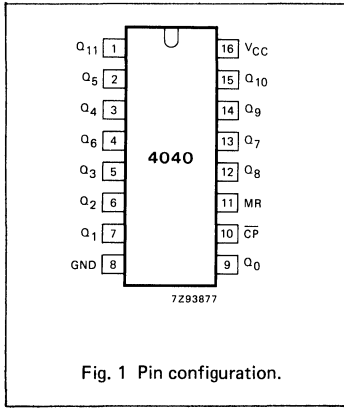 Q11 1 16 VCC
Q5 2 15 Q10
Q4 3 14 Q9
Q6 4 13 Q7
4040
Q3 5 12 Q8
Q2 6 11 MR
Q1 7 10 C̅P̅
GND 8 9 Q0
7Z93877
Fig. 1 Pin configuration.